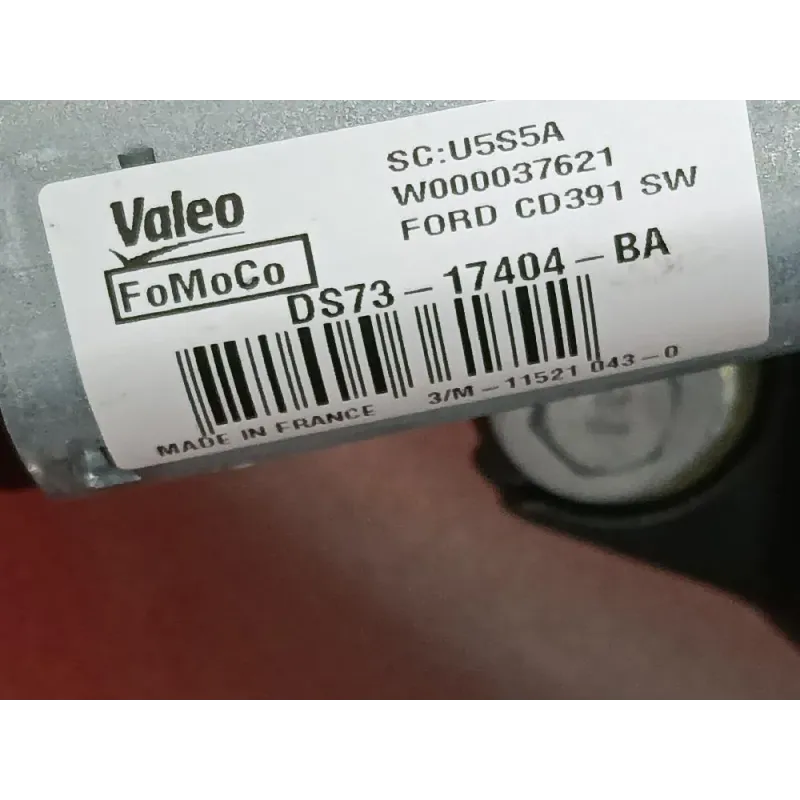 SC:U5S5A
W000037621
FORD CD391 SW
Valeo
FoMoCo
DS73-17404-BA
3/M-11521 043-0
MADE IN FRANCE